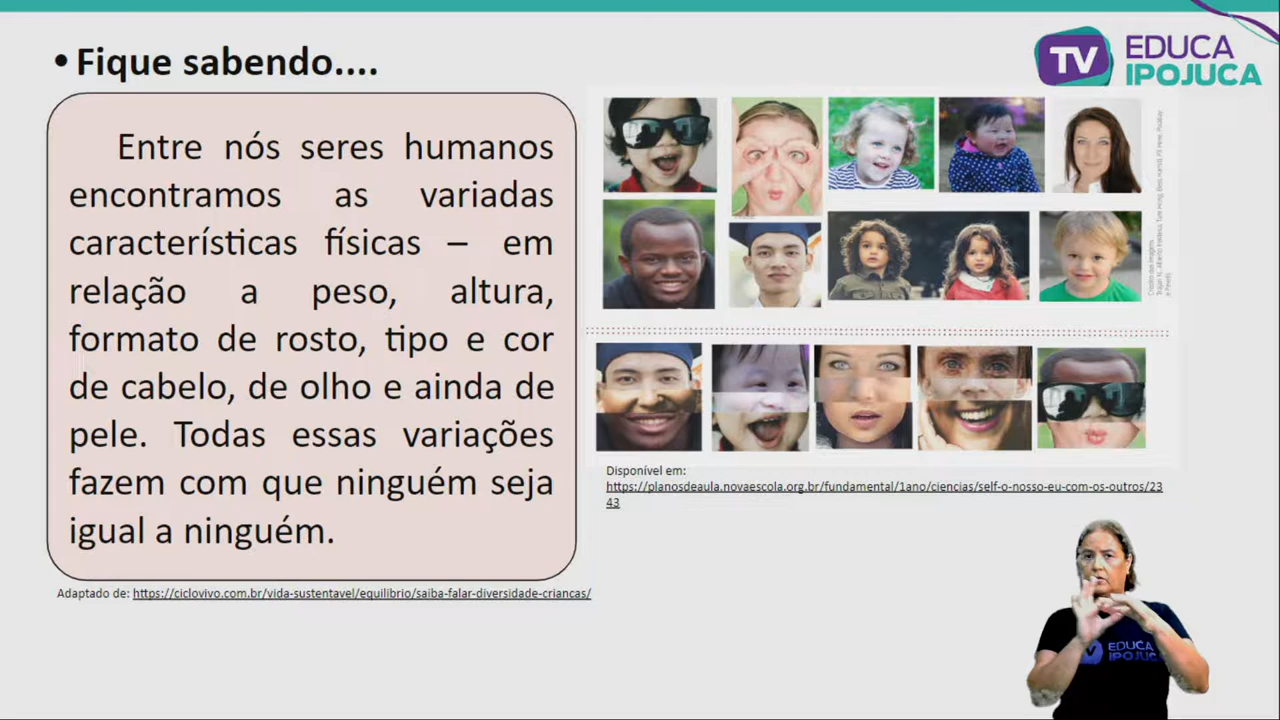 • Fique sabendo....
TV EDUCA
IPOJUCA
Entre nós seres humanos
encontramos as variadas
características físicas – em
relação a peso, altura,
formato de rosto, tipo e cor
de cabelo, de olho e ainda de
pele. Todas essas variações
fazem com que ninguém seja
igual a ninguém.
Adaptado de: https://ciclovivo.com.br/vida-sustentavel/equilibrio/saiba-falar-diversidade-criancas/
Disponível em:
https://planosdeaula.novaescola.org.br/fundamental/1ano/ciencias/self-o-nosso-eu-com-os-outros/23
43
EDUCA
IPOJUC